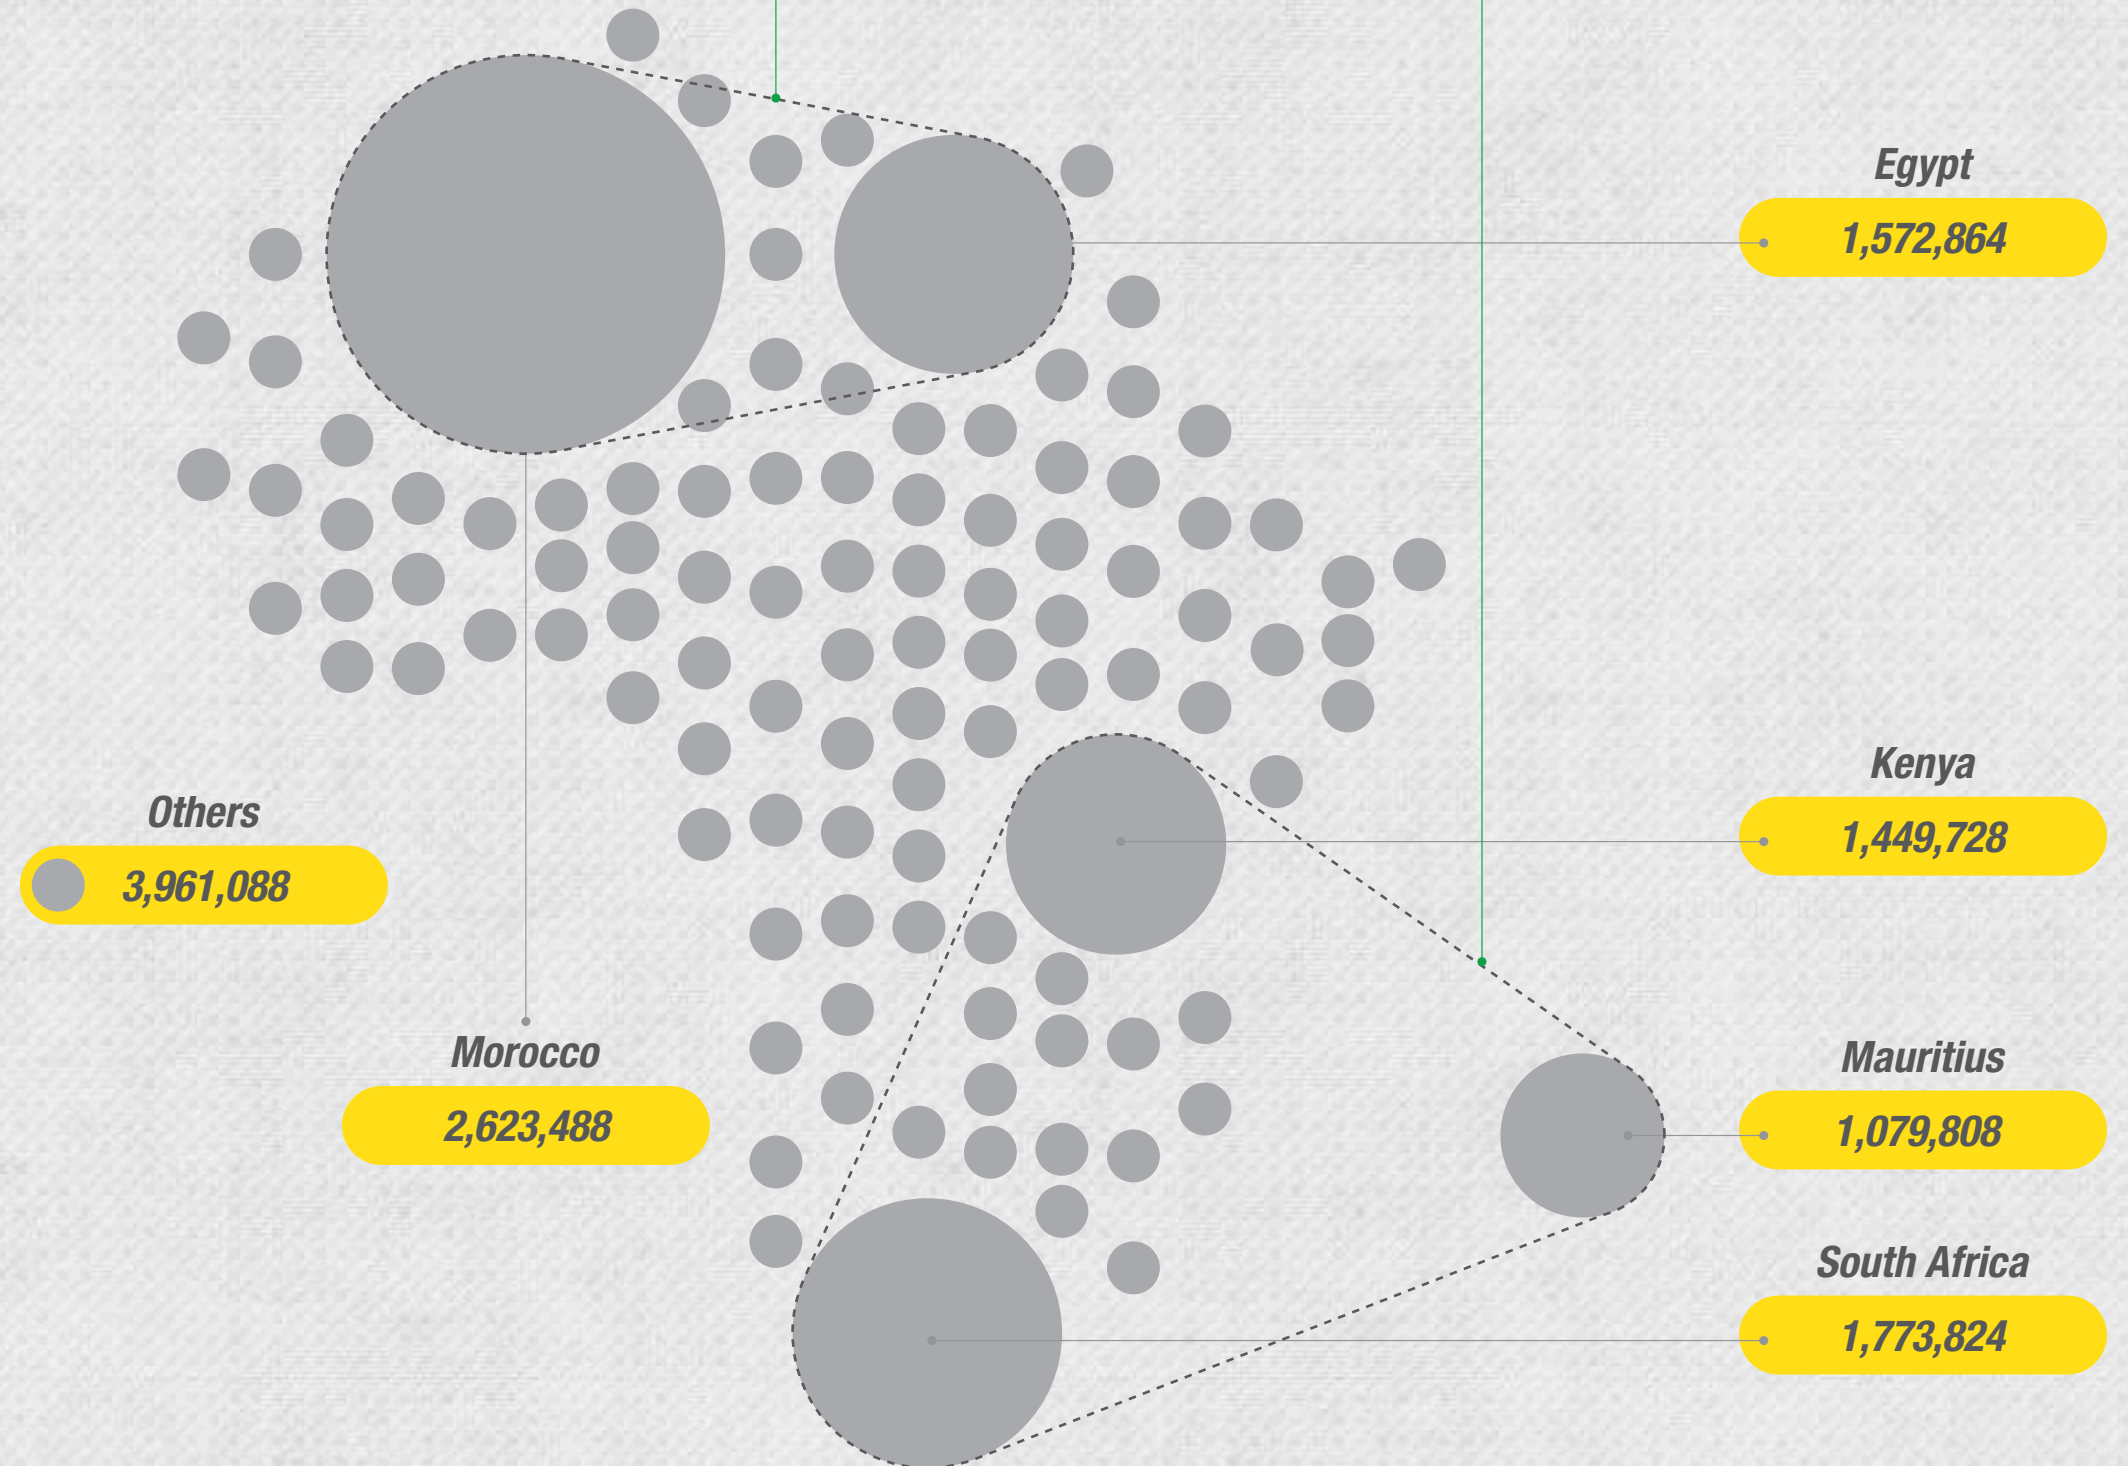 Egypt
1,572,864
Kenya
1,449,728
Others
3,961,088
Morocco
2,623,488
Mauritius
1,079,808
South Africa
1,773,824